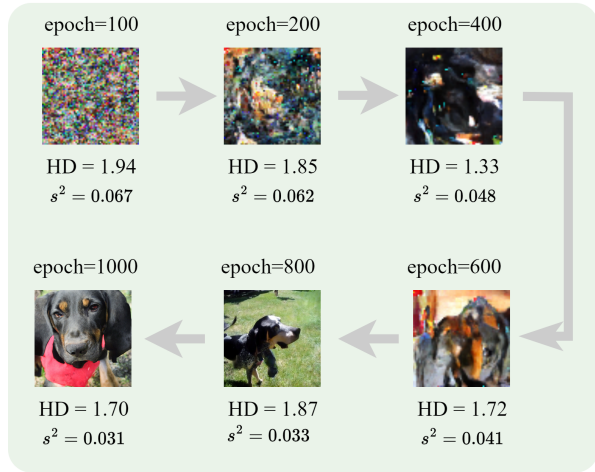 epoch=100 epoch=200 epoch=400
HD = 1.94 HD = 1.85 HD = 1.33
s² = 0.067 s² = 0.062 s² = 0.048
epoch=1000 epoch=800 epoch=600
HD = 1.70 HD = 1.87 HD = 1.72
s² = 0.031 s² = 0.033 s² = 0.041